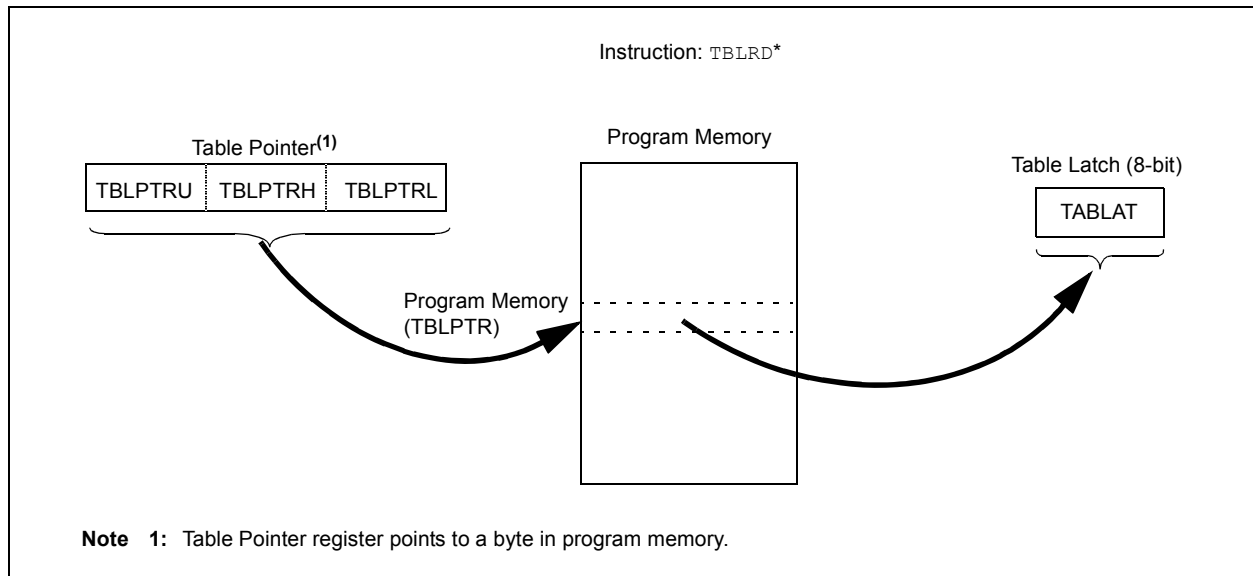 Instruction: TBLRD*
Table Pointer(1)
TBLPTRU TBLPTRH TBLPTRL
Program Memory
Table Latch (8-bit)
TABLAT
Program Memory
(TBLPTR)
Note 1: Table Pointer register points to a byte in program memory.